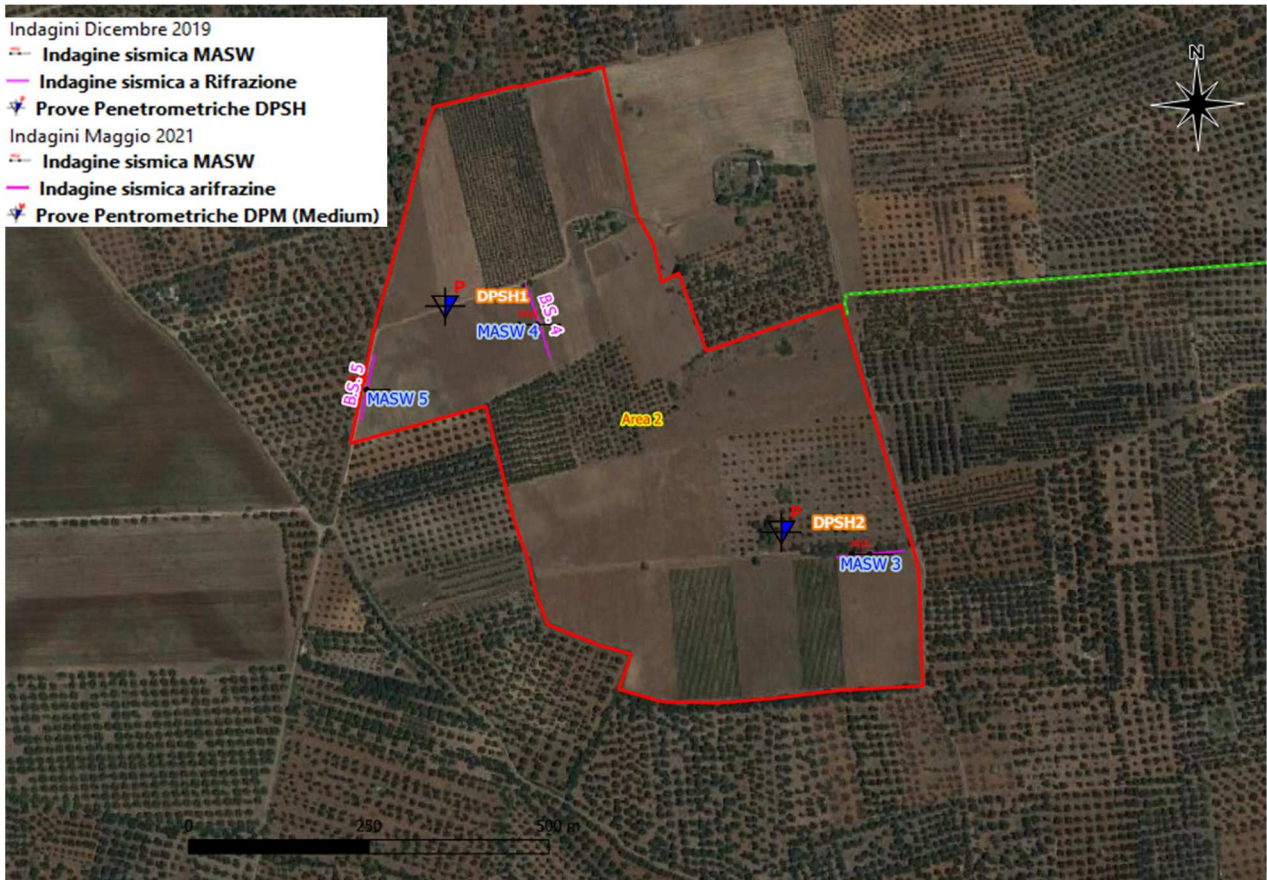 Indagini Dicembre 2019
Indagine sismica MASW
Indagine sismica a Rifrazione
Prove Penetrometriche DPSH
Indagini Maggio 2021
Indagine sismica MASW
Indagine sismica arifrazine
Prove Pentrometriche DPM (Medium)
N
P
DPSH1
B.S. 4
MASW 4
B.S. 5
MASW 5
Area 2
P
DPSH2
MASW 3
0 250 500 m